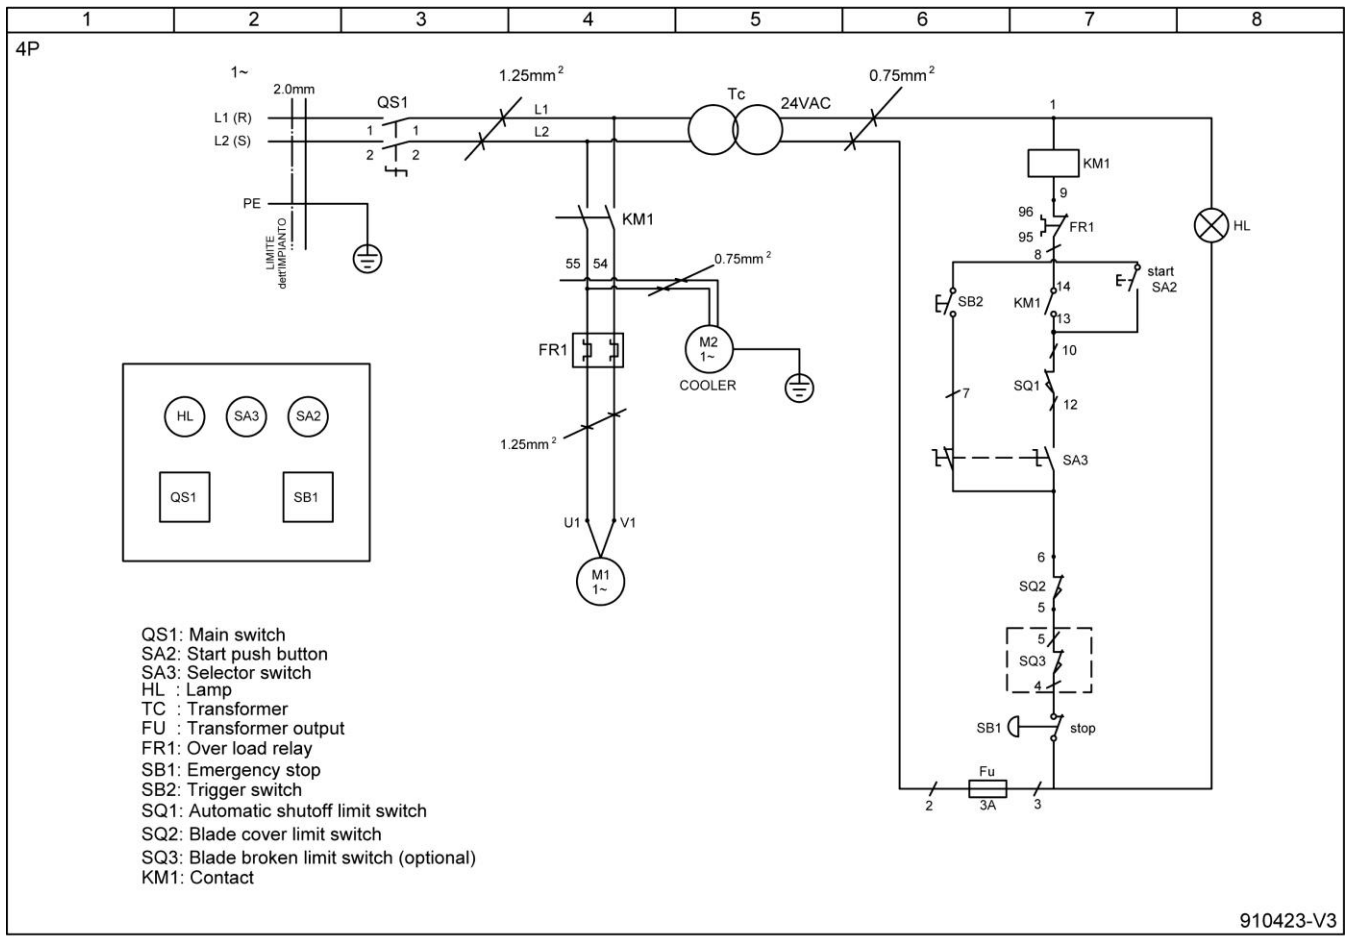 1 2 3 4 5 6 7 8
4P
1~
2.0mm
1.25mm²
0.75mm²
QS1
Tc
24VAC
L1 (R)
L1
1 1
L2 (S)
L2
2 2
1
KM1
9
PE
LIMITE
dell'IMPIANTO
KM1
96
FR1
95
HL
8
55 54
0.75mm²
start
SA2
SB2
KM1
14
13
FR1
M2
1~
COOLER
10
SQ1
7
12
HL
SA3
SA2
1.25mm²
SA3
QS1
SB1
U1
V1
6
M1
1~
SQ2
5
5
SQ3
4
SB1
stop
Fu
2
3A
3
QS1: Main switch
SA2: Start push button
SA3: Selector switch
HL : Lamp
TC : Transformer
FU : Transformer output
FR1: Over load relay
SB1: Emergency stop
SB2: Trigger switch
SQ1: Automatic shutoff limit switch
SQ2: Blade cover limit switch
SQ3: Blade broken limit switch (optional)
KM1: Contact
910423-V3